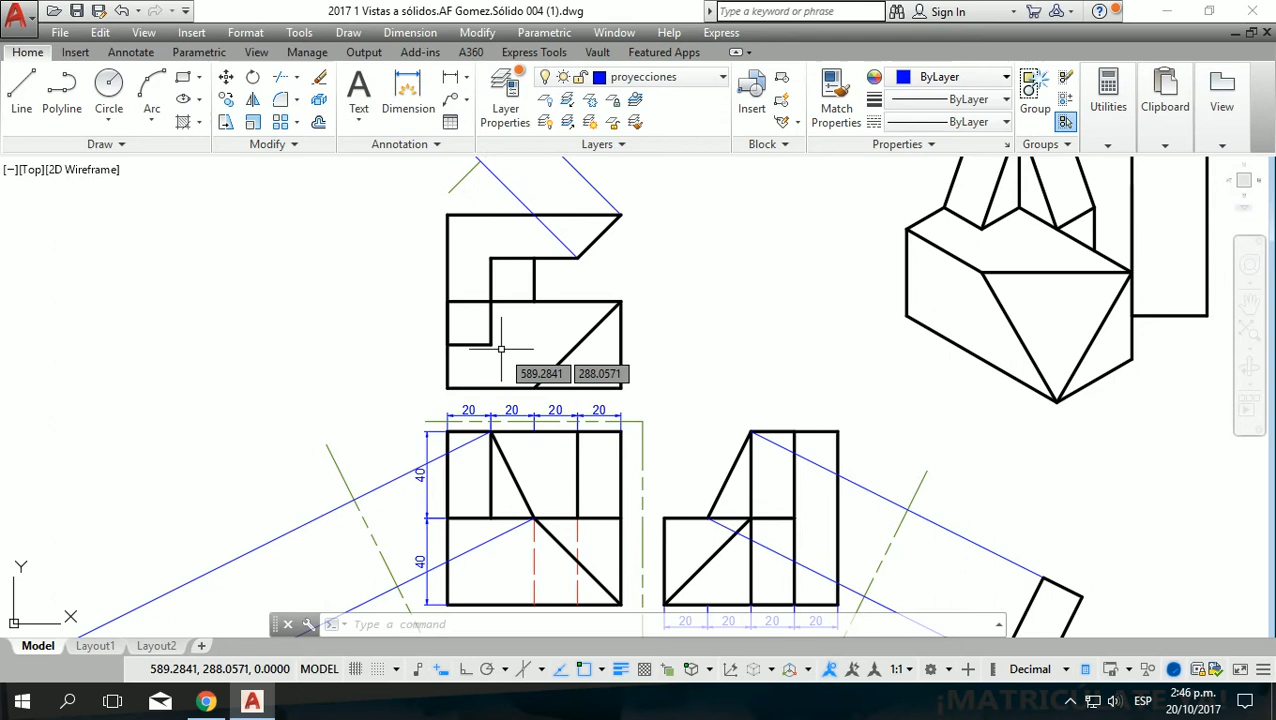 2017 1 Vistas a sólidos.AF Gomez.Sólido 004 (1).dwg
Type a keyword or phrase
Sign In
File Edit View Insert Format Tools Draw Dimension Modify Parametric Window Help Express
Home Insert Annotate Parametric View Manage Output Add-ins A360 Express Tools Vault Featured Apps
proyecciones
ByLayer
ByLayer
ByLayer
Line Polyline Circle Arc Text Dimension
Layer
Properties
Insert
Match
Properties
Group
Utilities
Clipboard
View
Draw Modify Annotation Layers Block Properties Groups
[−][Top][2D Wireframe]
589.2841 288.0571
20 20 20 20
40
40
20 20 20 20
Y
X
Type a command
Model Layout1 Layout2
589.2841, 288.0571, 0.0000 MODEL
1:1
Decimal
¡MATRICULATE
ESP
2:46 p.m.
20/10/2017